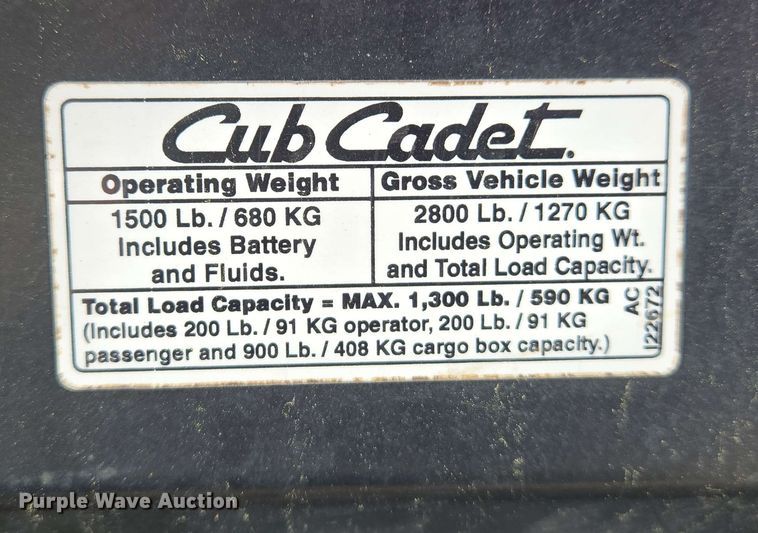 Cub Cadet.
Operating Weight
1500 Lb. / 680 KG
Includes Battery
and Fluids.
Gross Vehicle Weight
2800 Lb. / 1270 KG
Includes Operating Wt.
and Total Load Capacity.
Total Load Capacity = MAX. 1,300 Lb. / 590 KG
(Includes 200 Lb. / 91 KG operator, 200 Lb. / 91 KG
passenger and 900 Lb. / 408 KG cargo box capacity.)
AC
I22672
Purple Wave Auction